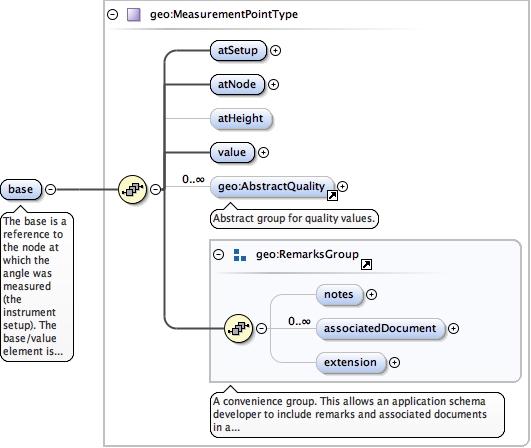 geo:MeasurementPointType
atSetup
atNode
atHeight
value
0..∞
geo:AbstractQuality
Abstract group for quality values.
base
The base is a
reference to
the node at
which the
angle was
measured
(the
instrument
setup). The
base/value
element is...
geo:RemarksGroup
notes
0..∞
associatedDocument
extension
A convenience group. This allows an application schema
developer to include remarks and associated documents
in a...